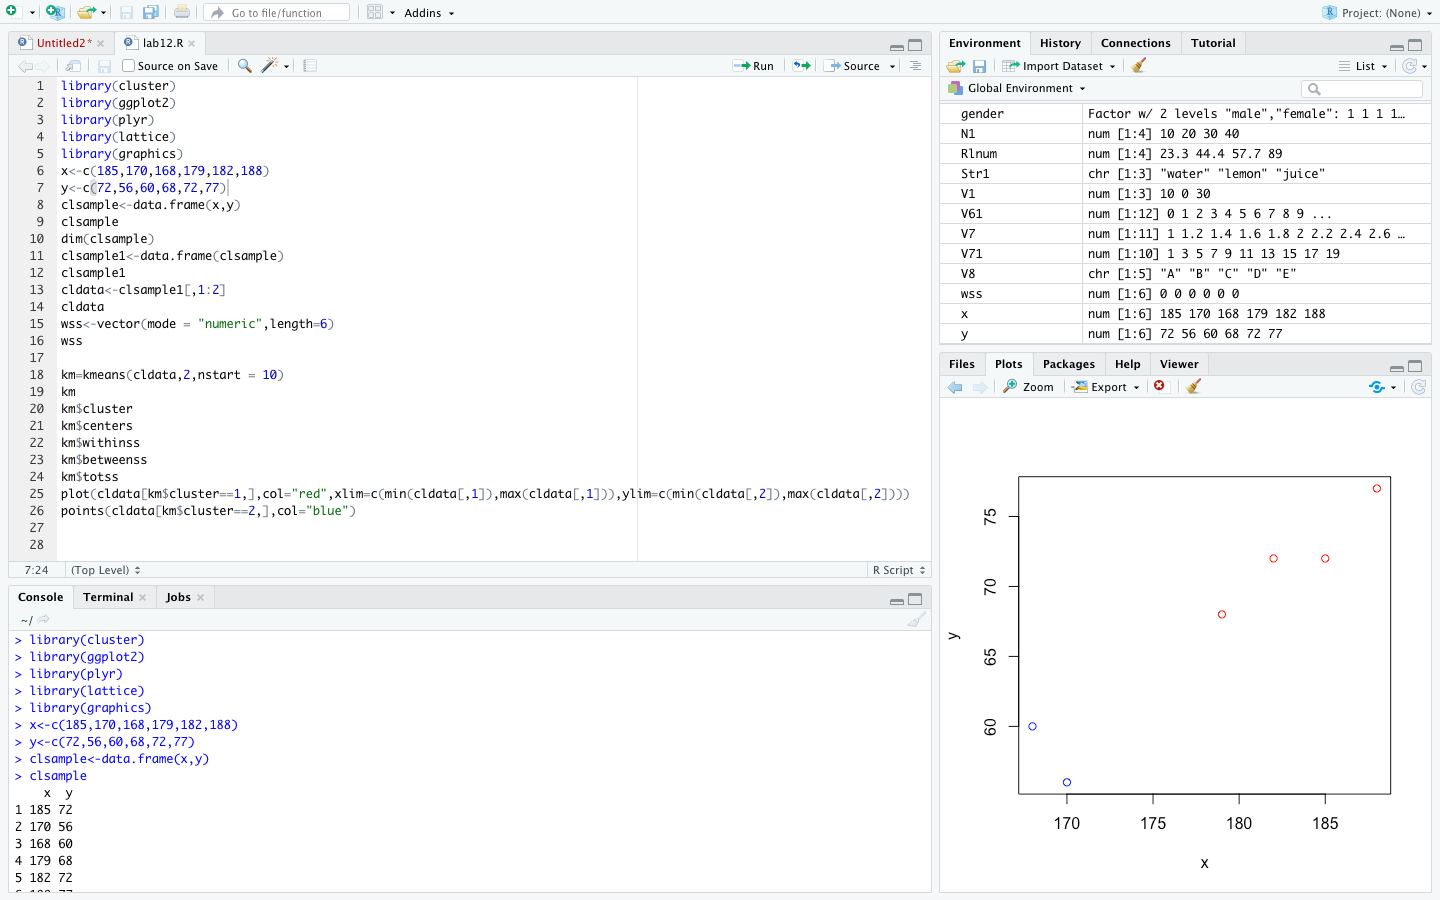 Go to file/function
Addins
Project: (None)
Untitled2*
lab12.R
Source on Save
Run
Source
1 library(cluster)
2 library(ggplot2)
3 library(plyr)
4 library(lattice)
5 library(graphics)
6 x<-c(185,170,168,179,182,188)
7 y<-c(72,56,60,68,72,77)
8 clsample<-data.frame(x,y)
9 clsample
10 dim(clsample)
11 clsample1<-data.frame(clsample)
12 clsample1
13 cldata<-clsample1[,1:2]
14 cldata
15 wss<-vector(mode = "numeric",length=6)
16 wss
17
18 km=kmeans(cldata,2,nstart = 10)
19 km
20 km$cluster
21 km$centers
22 km$withinss
23 km$betweenss
24 km$totss
25 plot(cldata[km$cluster==1,],col="red",xlim=c(min(cldata[,1]),max(cldata[,1])),ylim=c(min(cldata[,2]),max(cldata[,2])))
26 points(cldata[km$cluster==2,],col="blue")
27
28
7:24 (Top Level) R Script
Console Terminal Jobs
~/
> library(cluster)
> library(ggplot2)
> library(plyr)
> library(lattice)
> library(graphics)
> x<-c(185,170,168,179,182,188)
> y<-c(72,56,60,68,72,77)
> clsample<-data.frame(x,y)
> clsample
x y
1 185 72
2 170 56
3 168 60
4 179 68
5 182 72
Environment History Connections Tutorial
Import Dataset
List
Global Environment
gender Factor w/ 2 levels "male","female": 1 1 1 1…
N1 num [1:4] 10 20 30 40
Rlnum num [1:4] 23.3 44.4 57.7 89
Str1 chr [1:3] "water" "lemon" "juice"
V1 num [1:3] 10 0 30
V61 num [1:12] 0 1 2 3 4 5 6 7 8 9 ...
V7 num [1:11] 1 1.2 1.4 1.6 1.8 2 2.2 2.4 2.6 …
V71 num [1:10] 1 3 5 7 9 11 13 15 17 19
V8 chr [1:5] "A" "B" "C" "D" "E"
wss num [1:6] 0 0 0 0 0 0
x num [1:6] 185 170 168 179 182 188
y num [1:6] 72 56 60 68 72 77
Files Plots Packages Help Viewer
Zoom
Export
75
70
65
60
y
170 175 180 185
x